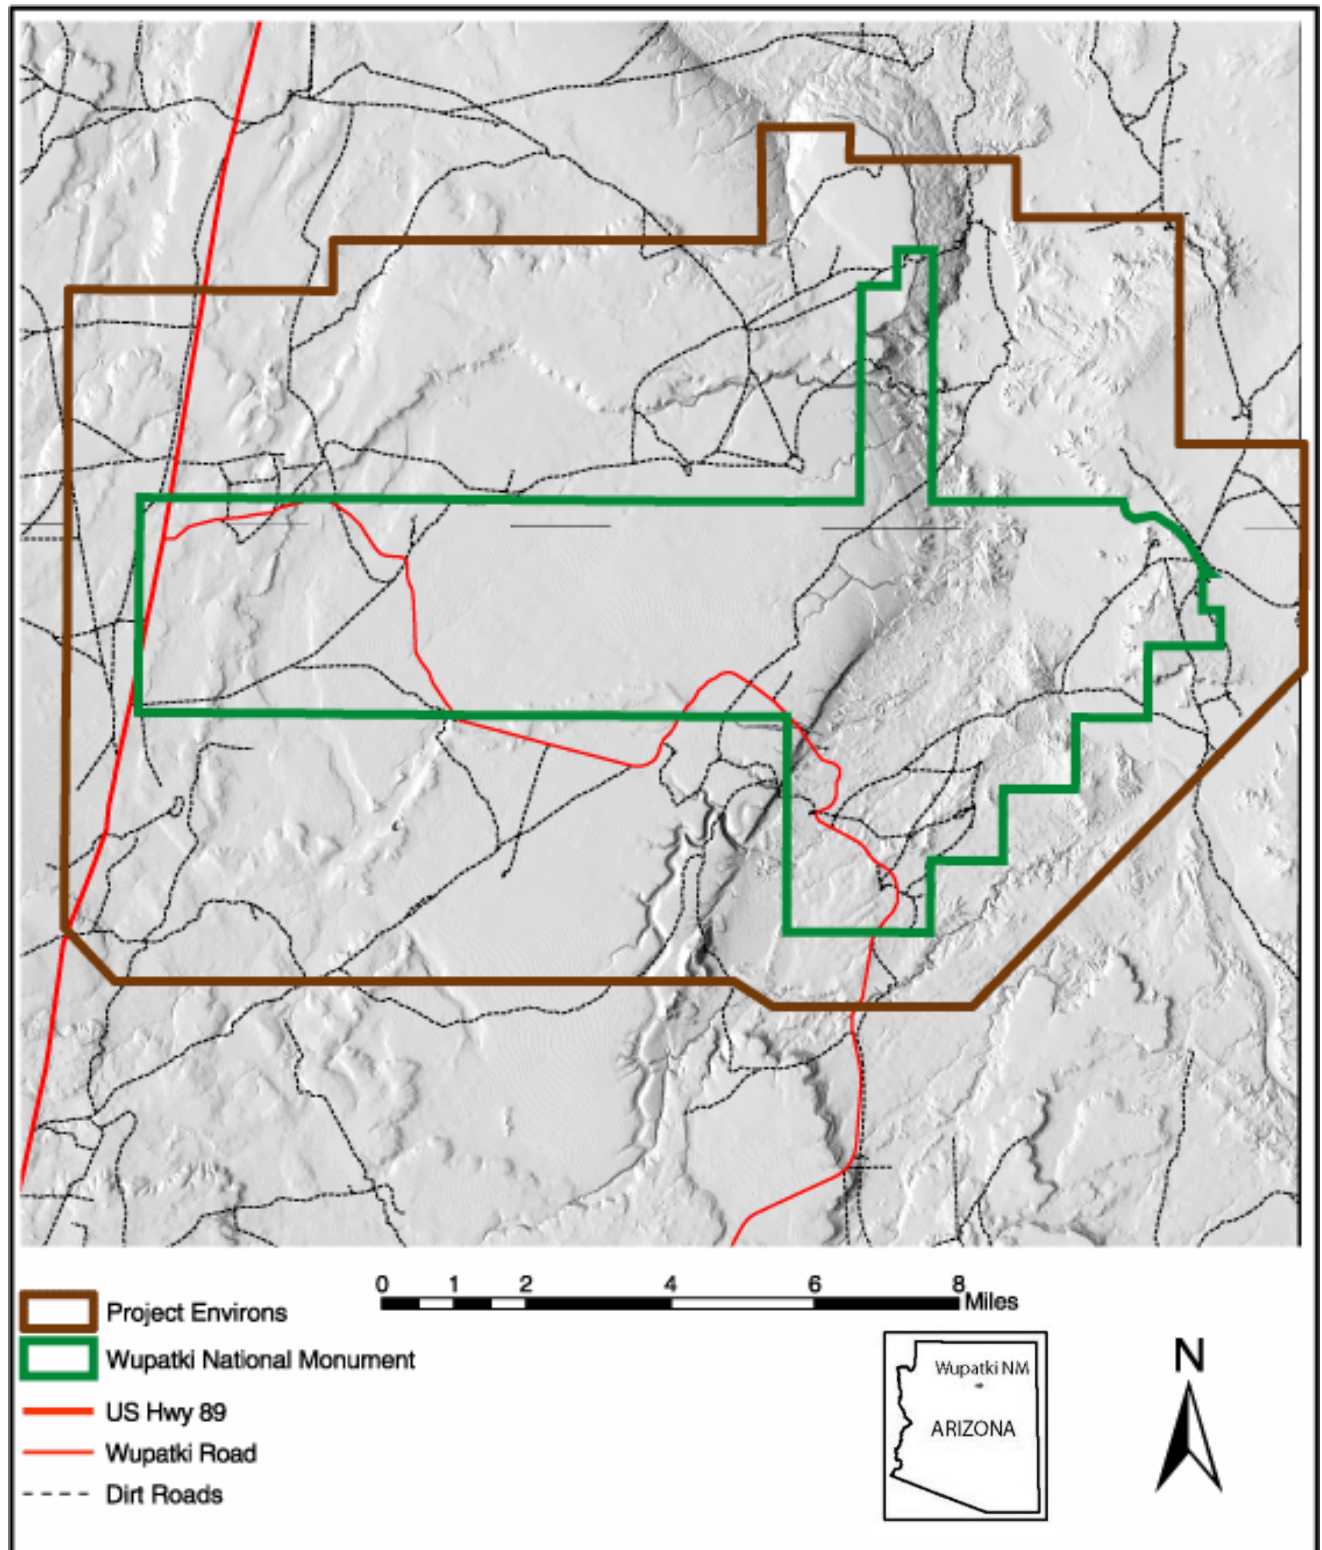 0 1 2 4 6 8
Miles
Project Environs
Wupatki National Monument
US Hwy 89
Wupatki Road
Dirt Roads
Wupatki NM
ARIZONA
N